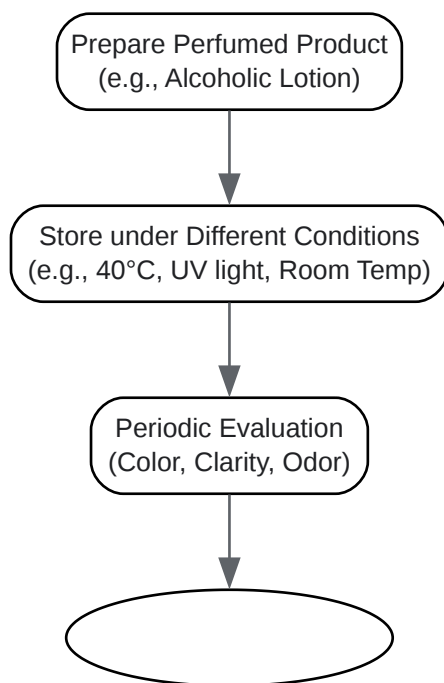 Prepare Perfumed Product
(e.g., Alcoholic Lotion)
Store under Different Conditions
(e.g., 40°C, UV light, Room Temp)
Periodic Evaluation
(Color, Clarity, Odor)